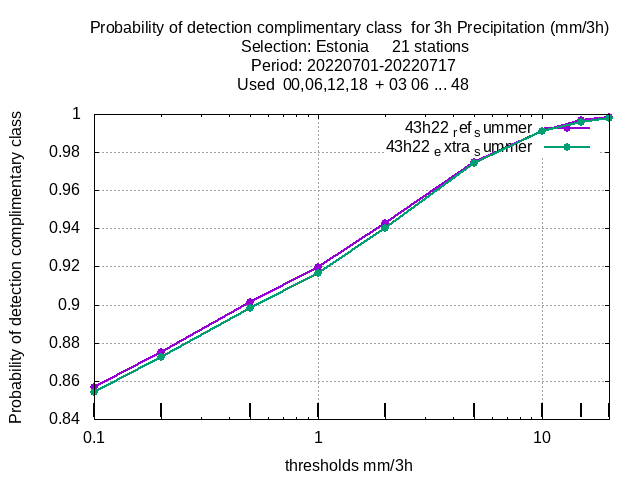 Probability of detection complimentary class  for 3h Precipitation (mm/3h)
Selection: Estonia     21 stations
Period: 20220701-20220717
Used  00,06,12,18  + 03 06 ... 48
Probability of detection complimentary class
1
0.98
0.96
0.94
0.92
0.9
0.88
0.86
0.84
43h22 ref summer
43h22 extra summer
0.1 1 10
thresholds mm/3h